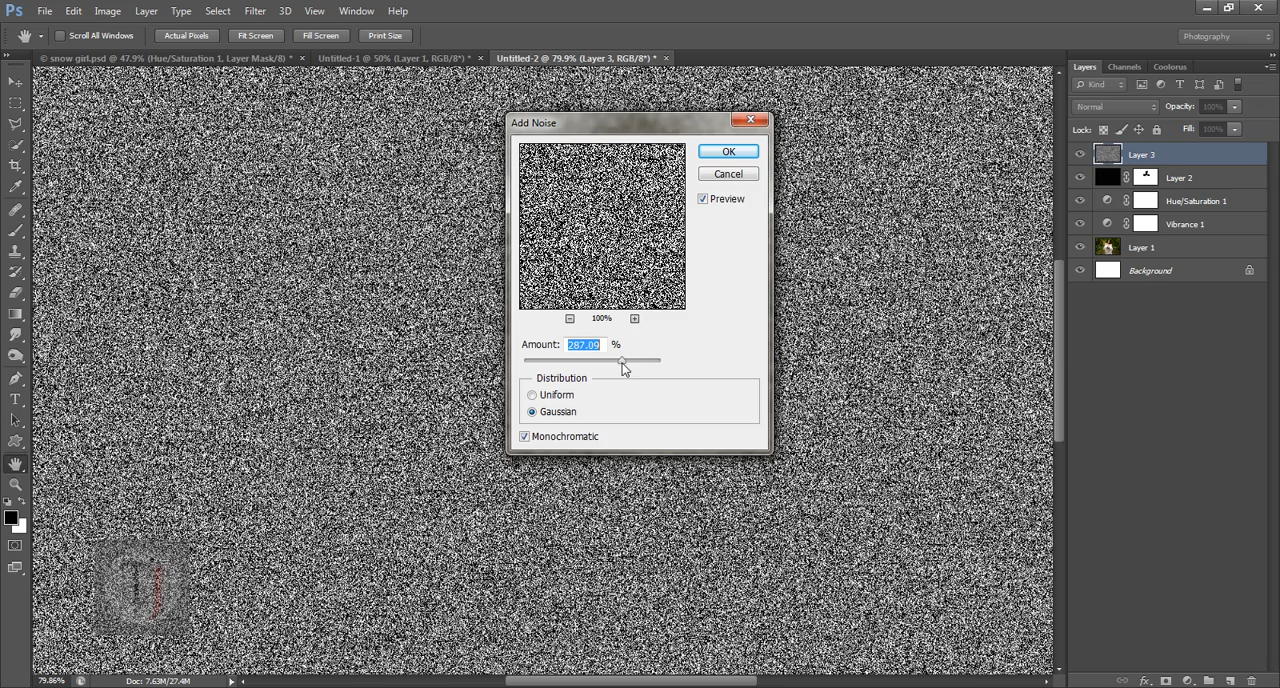 Ps File Edit Image Layer Type Select Filter 3D View Window Help
Scroll All Windows Actual Pixels Fit Screen Fill Screen Print Size Photography
© snow girl.psd @ 47.9% (Hue/Saturation 1, Layer Mask/8) * × Untitled-1 @ 50% (Layer 1, RGB/8*) * × Untitled-2 @ 79.9% (Layer 3, RGB/8*) * ×
Layers Channels Coolorus
Kind
Normal Opacity: 100%
Lock: Fill: 100%
Layer 3
Layer 2
Hue/Saturation 1
Vibrance 1
Layer 1
Background
Add Noise
OK
Cancel
Preview
100%
Amount: 287.09 %
Distribution
Uniform
Gaussian
Monochromatic
TJ
79.86% Doc: 7.63M/27.4M
fx